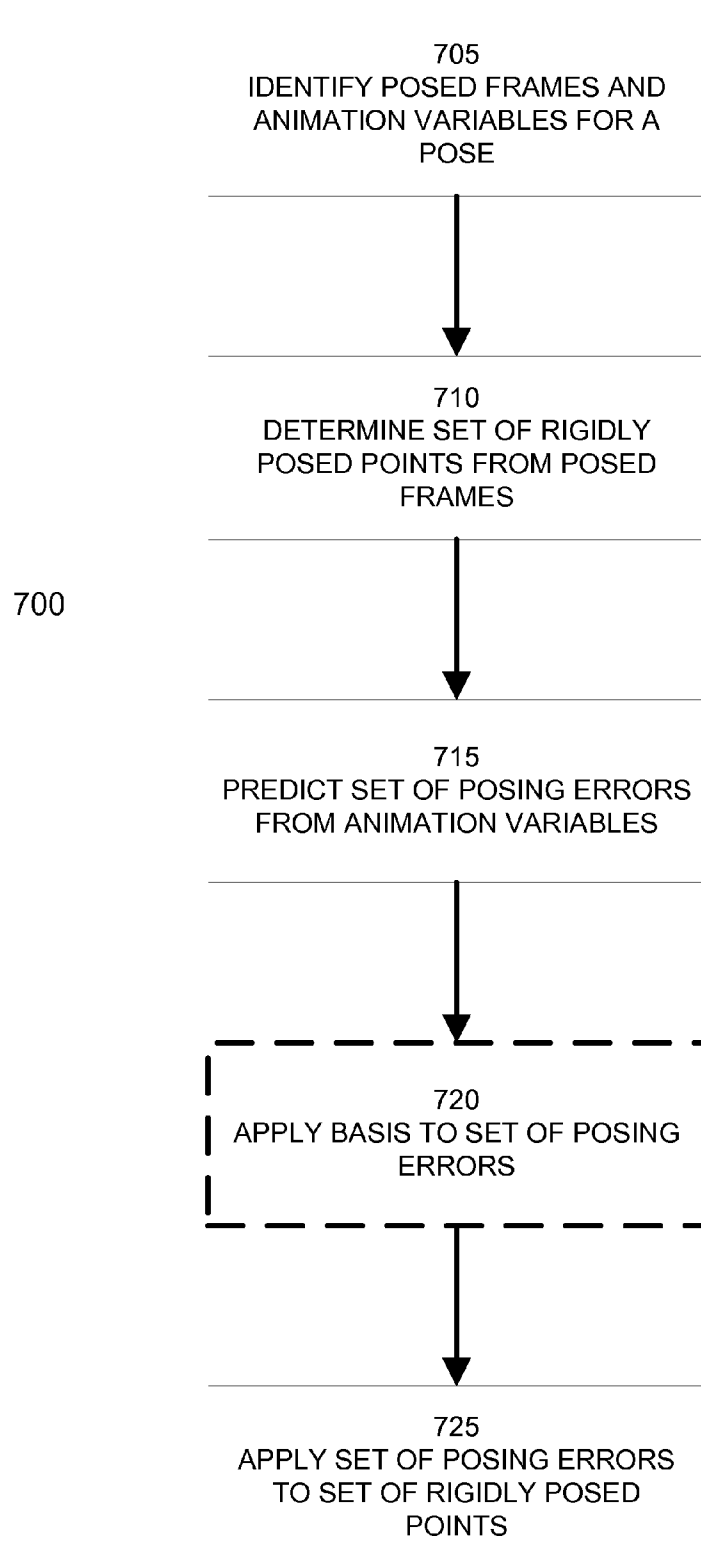 705
IDENTIFY POSED FRAMES AND
ANIMATION VARIABLES FOR A
POSE
710
DETERMINE SET OF RIGIDLY
POSED POINTS FROM POSED
FRAMES
700
715
PREDICT SET OF POSING ERRORS
FROM ANIMATION VARIABLES
720
APPLY BASIS TO SET OF POSING
ERRORS
725
APPLY SET OF POSING ERRORS
TO SET OF RIGIDLY POSED
POINTS